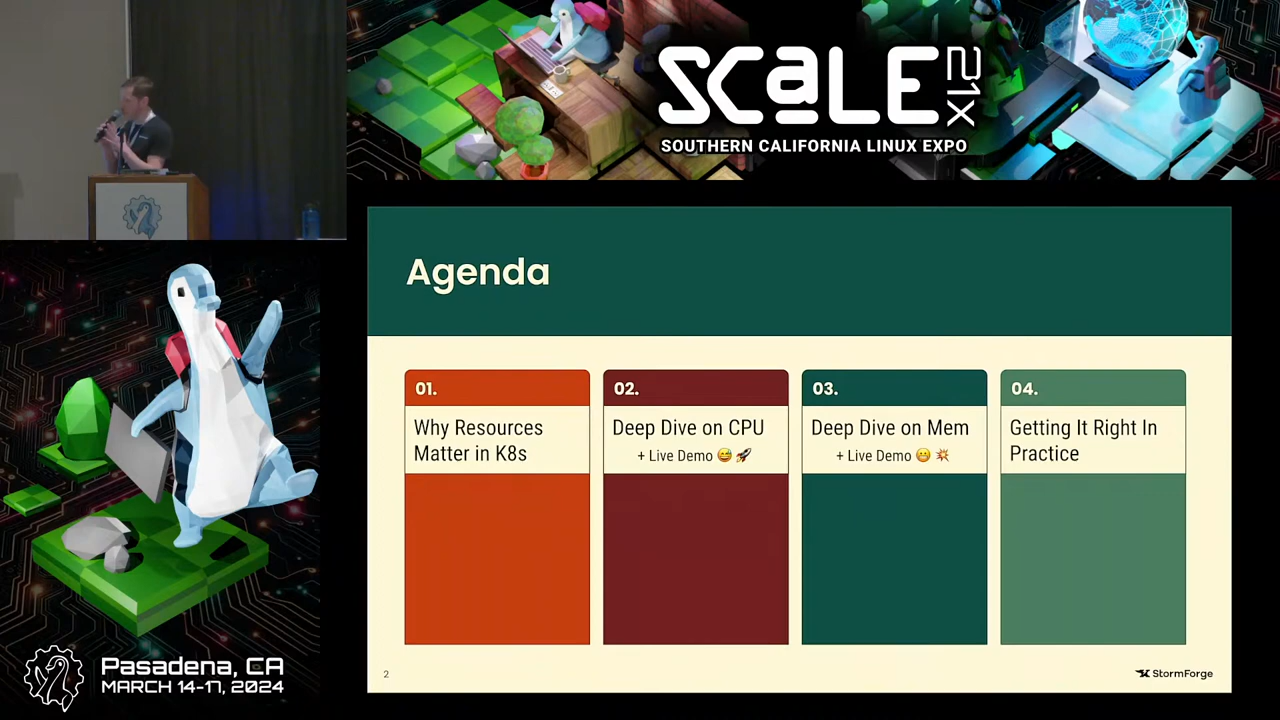 SCaLE 21X
SOUTHERN CALIFORNIA LINUX EXPO
Agenda
01.
Why Resources
Matter in K8s
02.
Deep Dive on CPU
+ Live Demo 😅 🚀
03.
Deep Dive on Mem
+ Live Demo 😁 💥
04.
Getting It Right In
Practice
2
StormForge
Pasadena, CA
MARCH 14-17, 2024